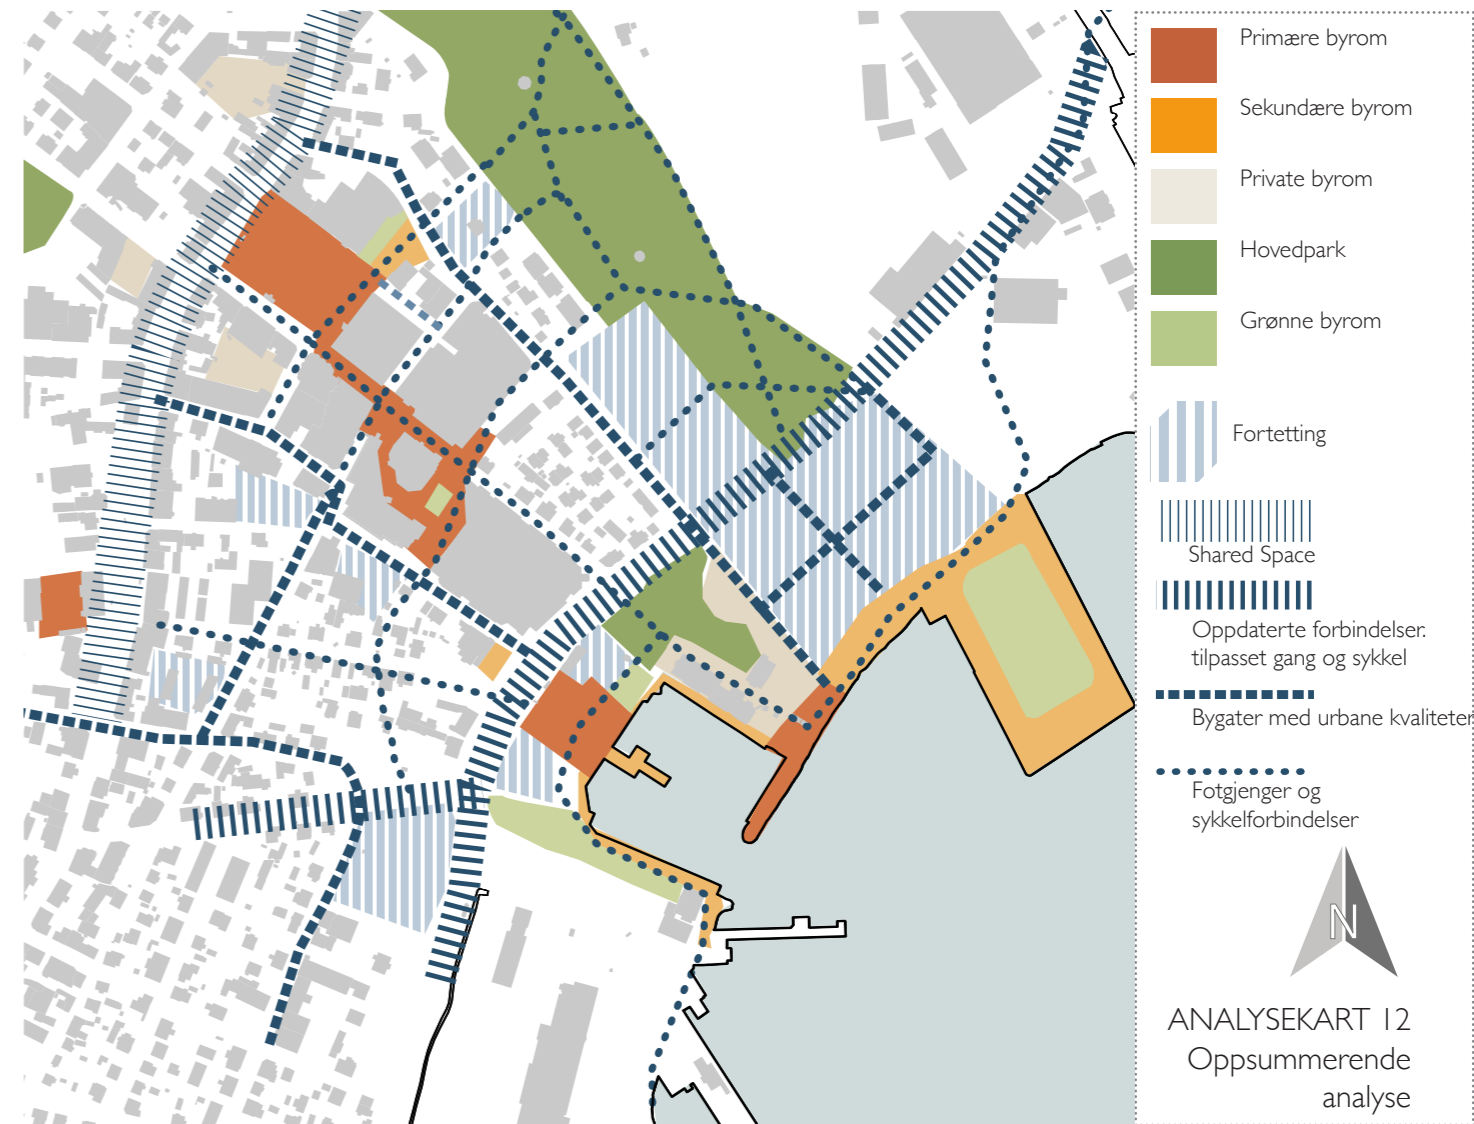 Primære byrom
Sekundære byrom
Private byrom
Hovedpark
Grønne byrom
Fortetting
Shared Space
Oppdaterte forbindelser.
tilpasset gang og sykkel
Bygater med urbane kvaliteter
Fotgjenger og
sykkelforbindelser
N
ANALYSEKART 12
Oppsummerende
analyse